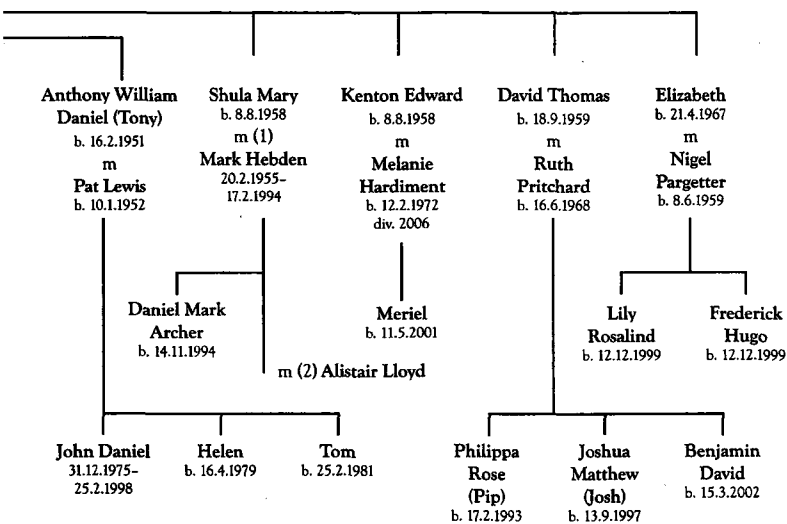 Anthony William
Daniel (Tony)
b. 16.2.1951
m
Pat Lewis
b. 10.1.1952
Shula Mary
b. 8.8.1958
m (1)
Mark Hebden
20.2.1955–
17.2.1994
Kenton Edward
b. 8.8.1958
m
Melanie
Hardiment
b. 12.2.1972
div. 2006
David Thomas
b. 18.9.1959
m
Ruth
Pritchard
b. 16.6.1968
Elizabeth
b. 21.4.1967
m
Nigel
Pargetter
b. 8.6.1959
Daniel Mark
Archer
b. 14.11.1994
Meriel
b. 11.5.2001
Lily
Rosalind
b. 12.12.1999
Frederick
Hugo
b. 12.12.1999
m (2) Alistair Lloyd
John Daniel
31.12.1975–
25.2.1998
Helen
b. 16.4.1979
Tom
b. 25.2.1981
Philippa
Rose
(Pip)
b. 17.2.1993
Joshua
Matthew
(Josh)
b. 13.9.1997
Benjamin
David
b. 15.3.2002